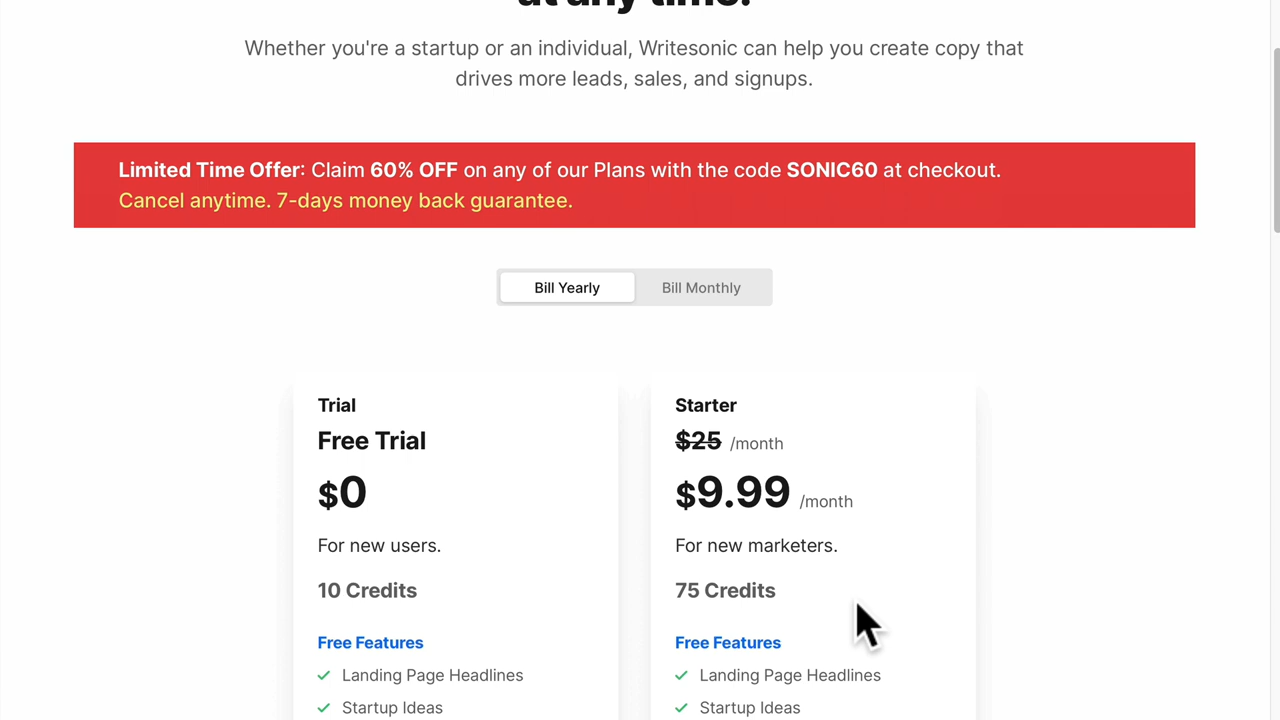 at any time.
Whether you're a startup or an individual, Writesonic can help you create copy that
drives more leads, sales, and signups.
Limited Time Offer: Claim 60% OFF on any of our Plans with the code SONIC60 at checkout.
Cancel anytime. 7-days money back guarantee.
Bill Yearly Bill Monthly
Trial
Free Trial
$0
For new users.
10 Credits
Free Features
Landing Page Headlines
Startup Ideas
Starter
$25 /month
$9.99 /month
For new marketers.
75 Credits
Free Features
Landing Page Headlines
Startup Ideas